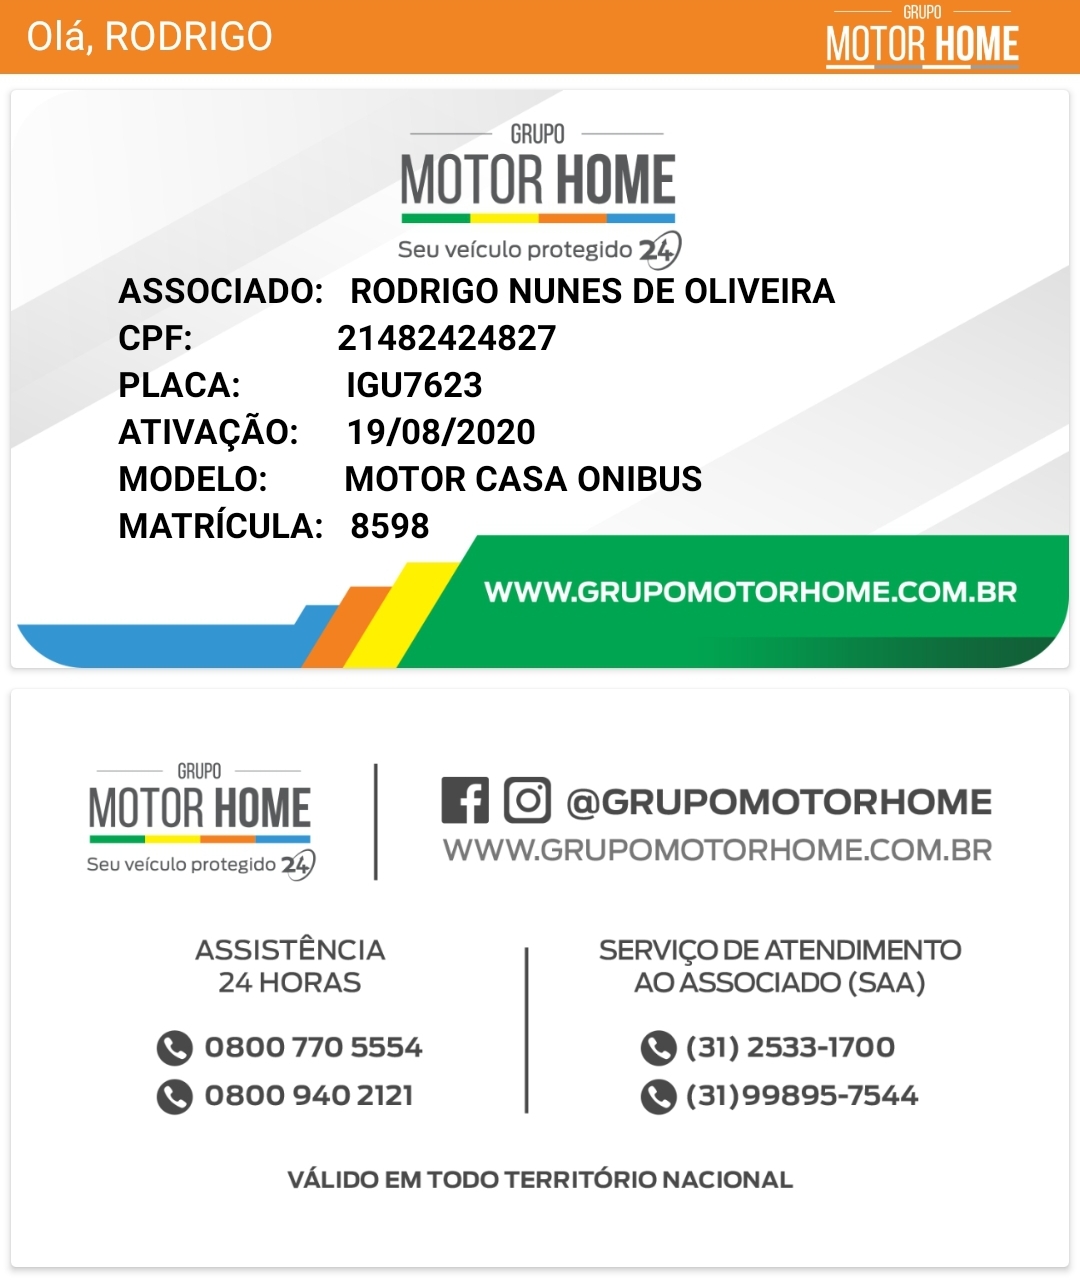 Olá, RODRIGO
GRUPO
MOTOR HOME
GRUPO
MOTOR HOME
Seu veículo protegido 24
ASSOCIADO: RODRIGO NUNES DE OLIVEIRA
CPF: 21482424827
PLACA: IGU7623
ATIVAÇÃO: 19/08/2020
MODELO: MOTOR CASA ONIBUS
MATRÍCULA: 8598
WWW.GRUPOMOTORHOME.COM.BR
GRUPO
MOTOR HOME
Seu veículo protegido 24
@GRUPOMOTORHOME
WWW.GRUPOMOTORHOME.COM.BR
ASSISTÊNCIA
24 HORAS
0800 770 5554
0800 940 2121
SERVIÇO DE ATENDIMENTO
AO ASSOCIADO (SAA)
(31) 2533-1700
(31)99895-7544
VÁLIDO EM TODO TERRITÓRIO NACIONAL